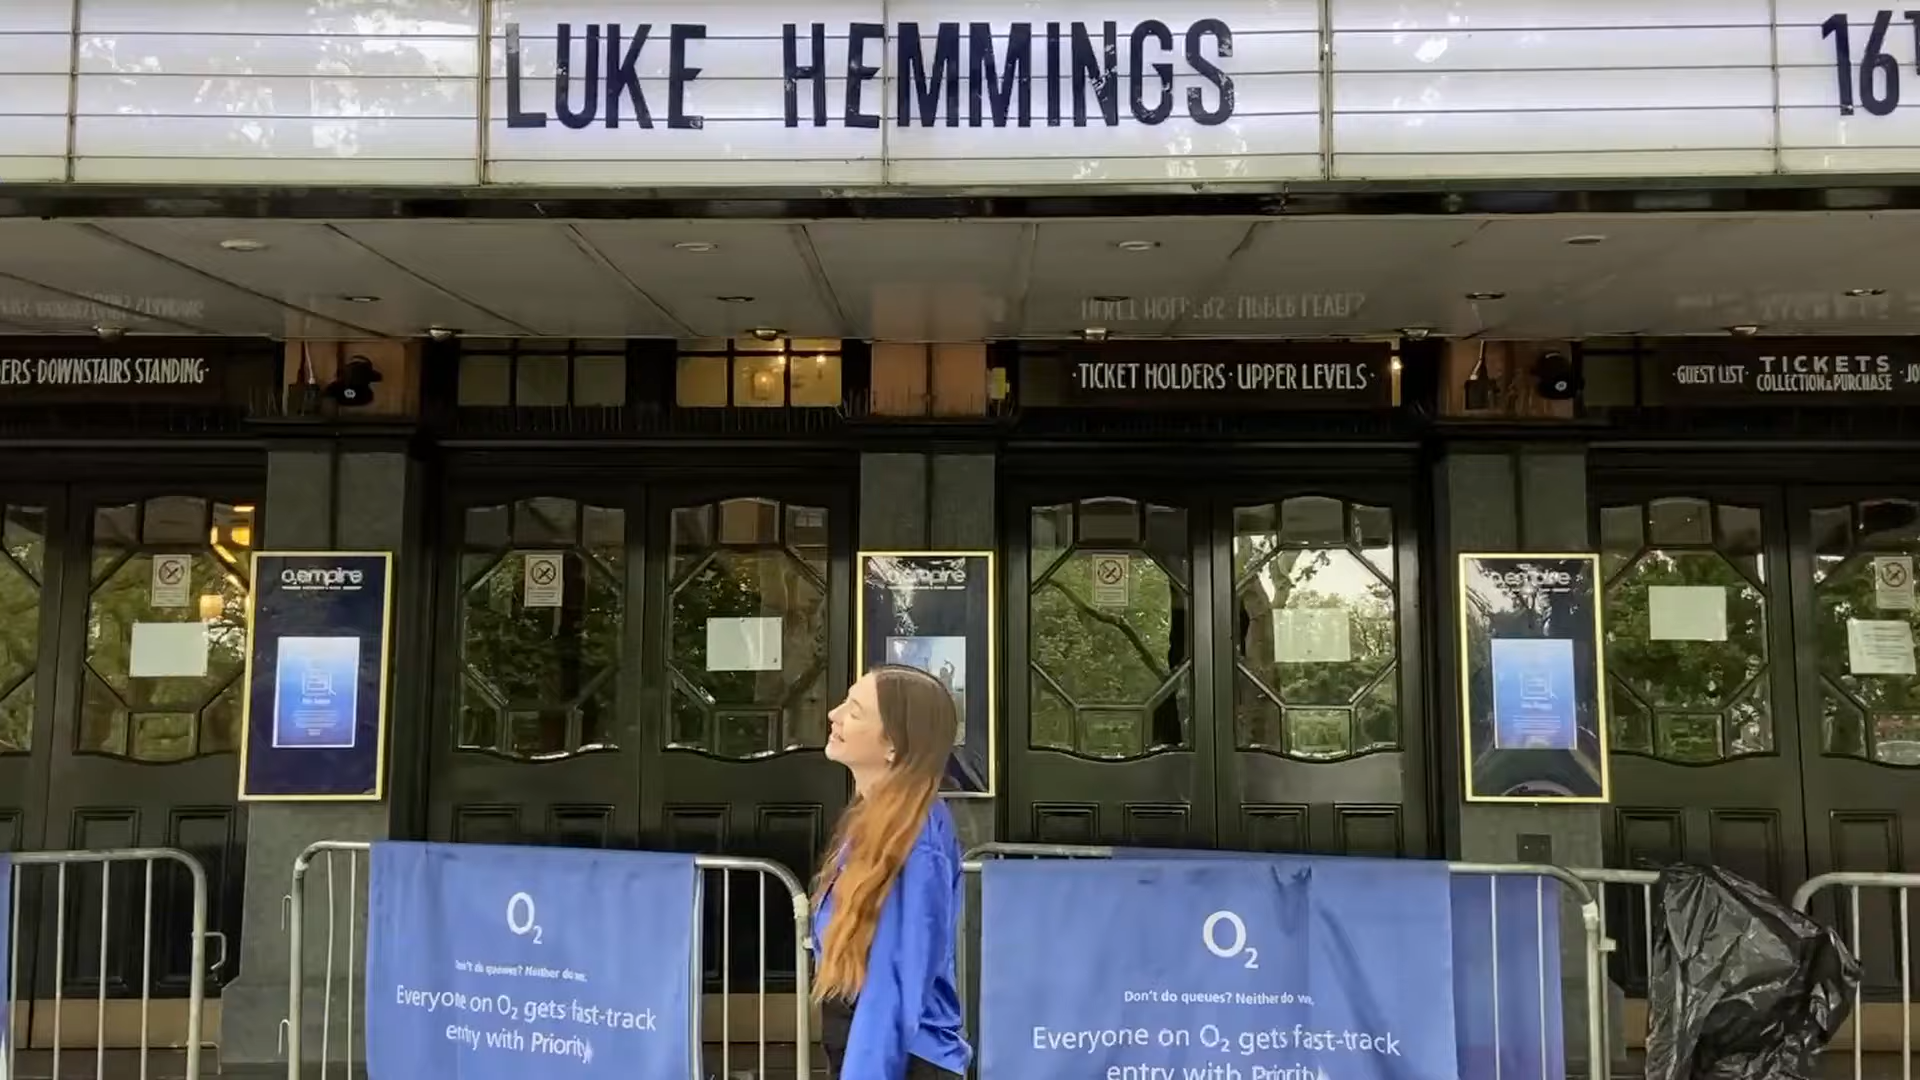 LUKE HEMMINGS
16T
ERS·DOWNSTAIRS STANDING·
·TICKET HOLDERS·UPPER LEVELS·
·GUEST LIST· TICKETS ·JO
COLLECTION & PURCHASE
O2 empire
O2 empire
O2 empire
O2
Don't do queues? Neither do we.
Everyone on O2 gets fast-track
entry with Priority
O2
Don't do queues? Neither do we.
Everyone on O2 gets fast-track
entry with Priority